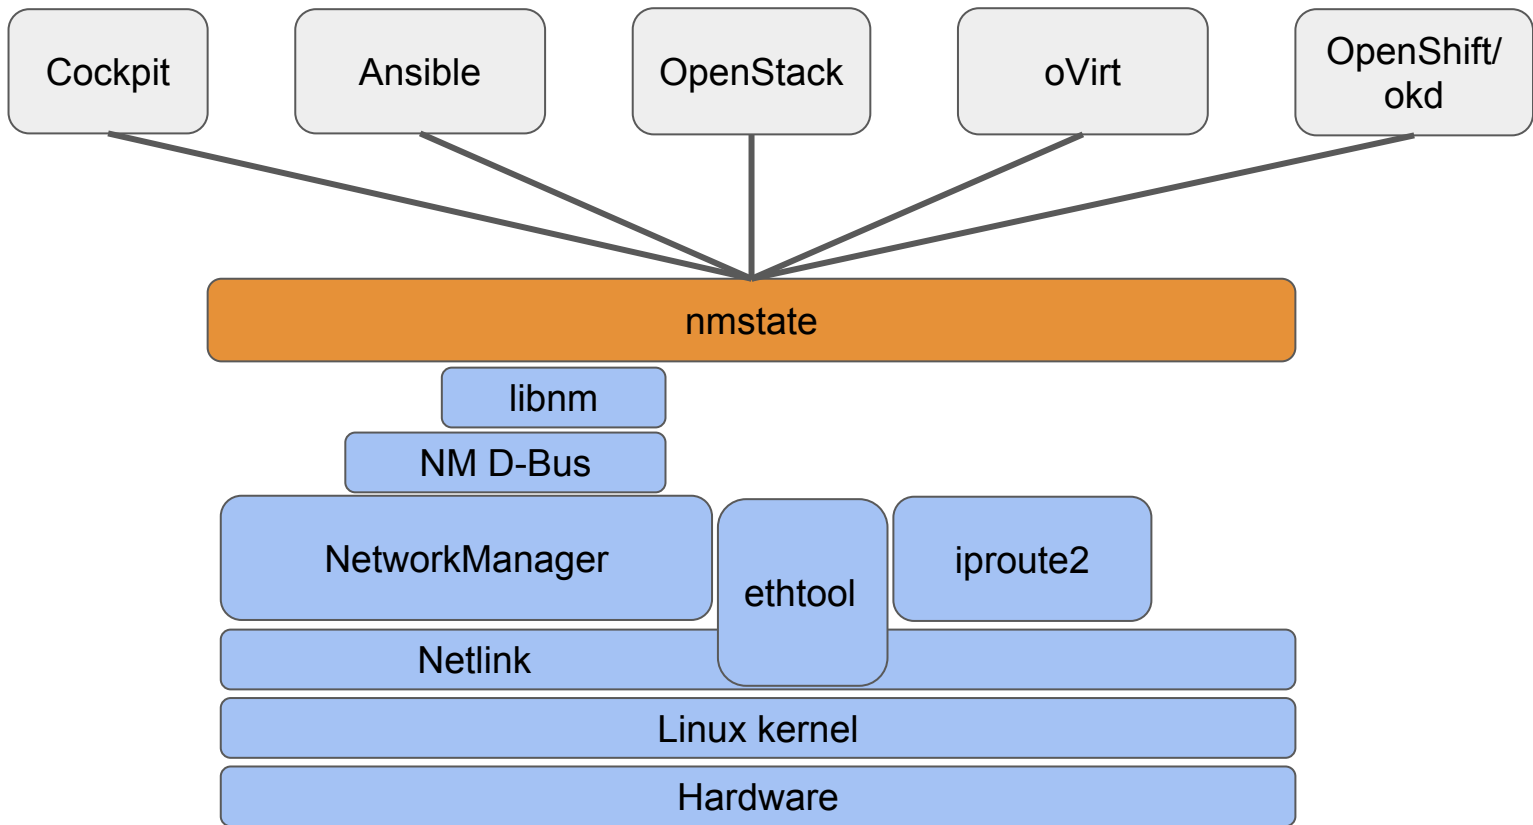 Cockpit
Ansible
OpenStack
oVirt
OpenShift/
okd
nmstate
libnm
NM D-Bus
NetworkManager
ethtool
iproute2
Netlink
Linux kernel
Hardware